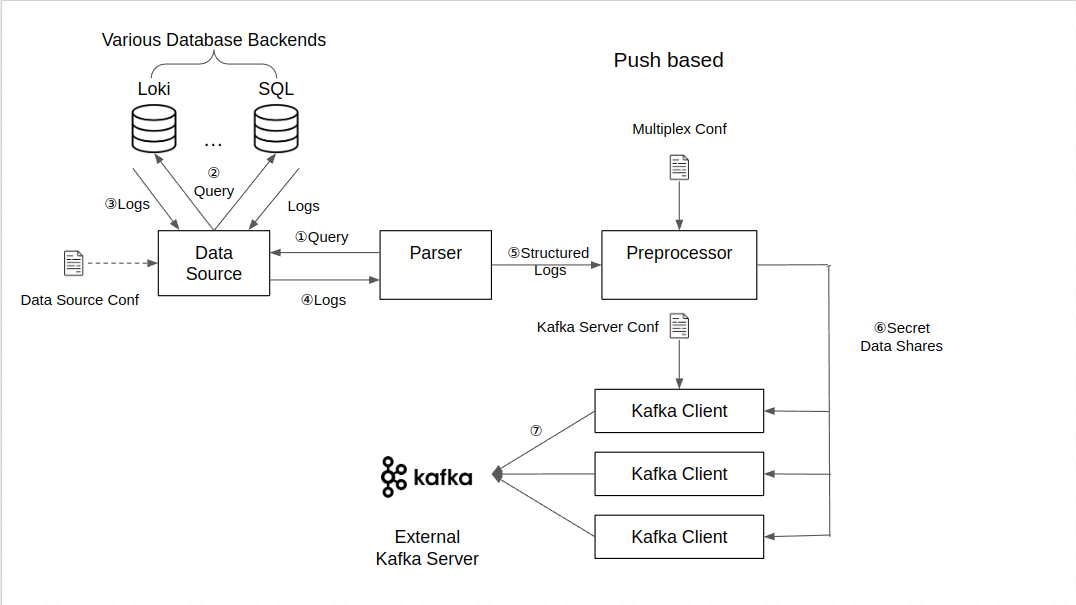 Various Database Backends
Push based
Loki
SQL
Multiplex Conf
...
②
Query
③Logs
Logs
①Query
Data
Source
Parser
⑤Structured
Logs
Preprocessor
Data Source Conf
④Logs
Kafka Server Conf
⑥Secret
Data Shares
Kafka Client
⑦
kafka
Kafka Client
External
Kafka Server
Kafka Client